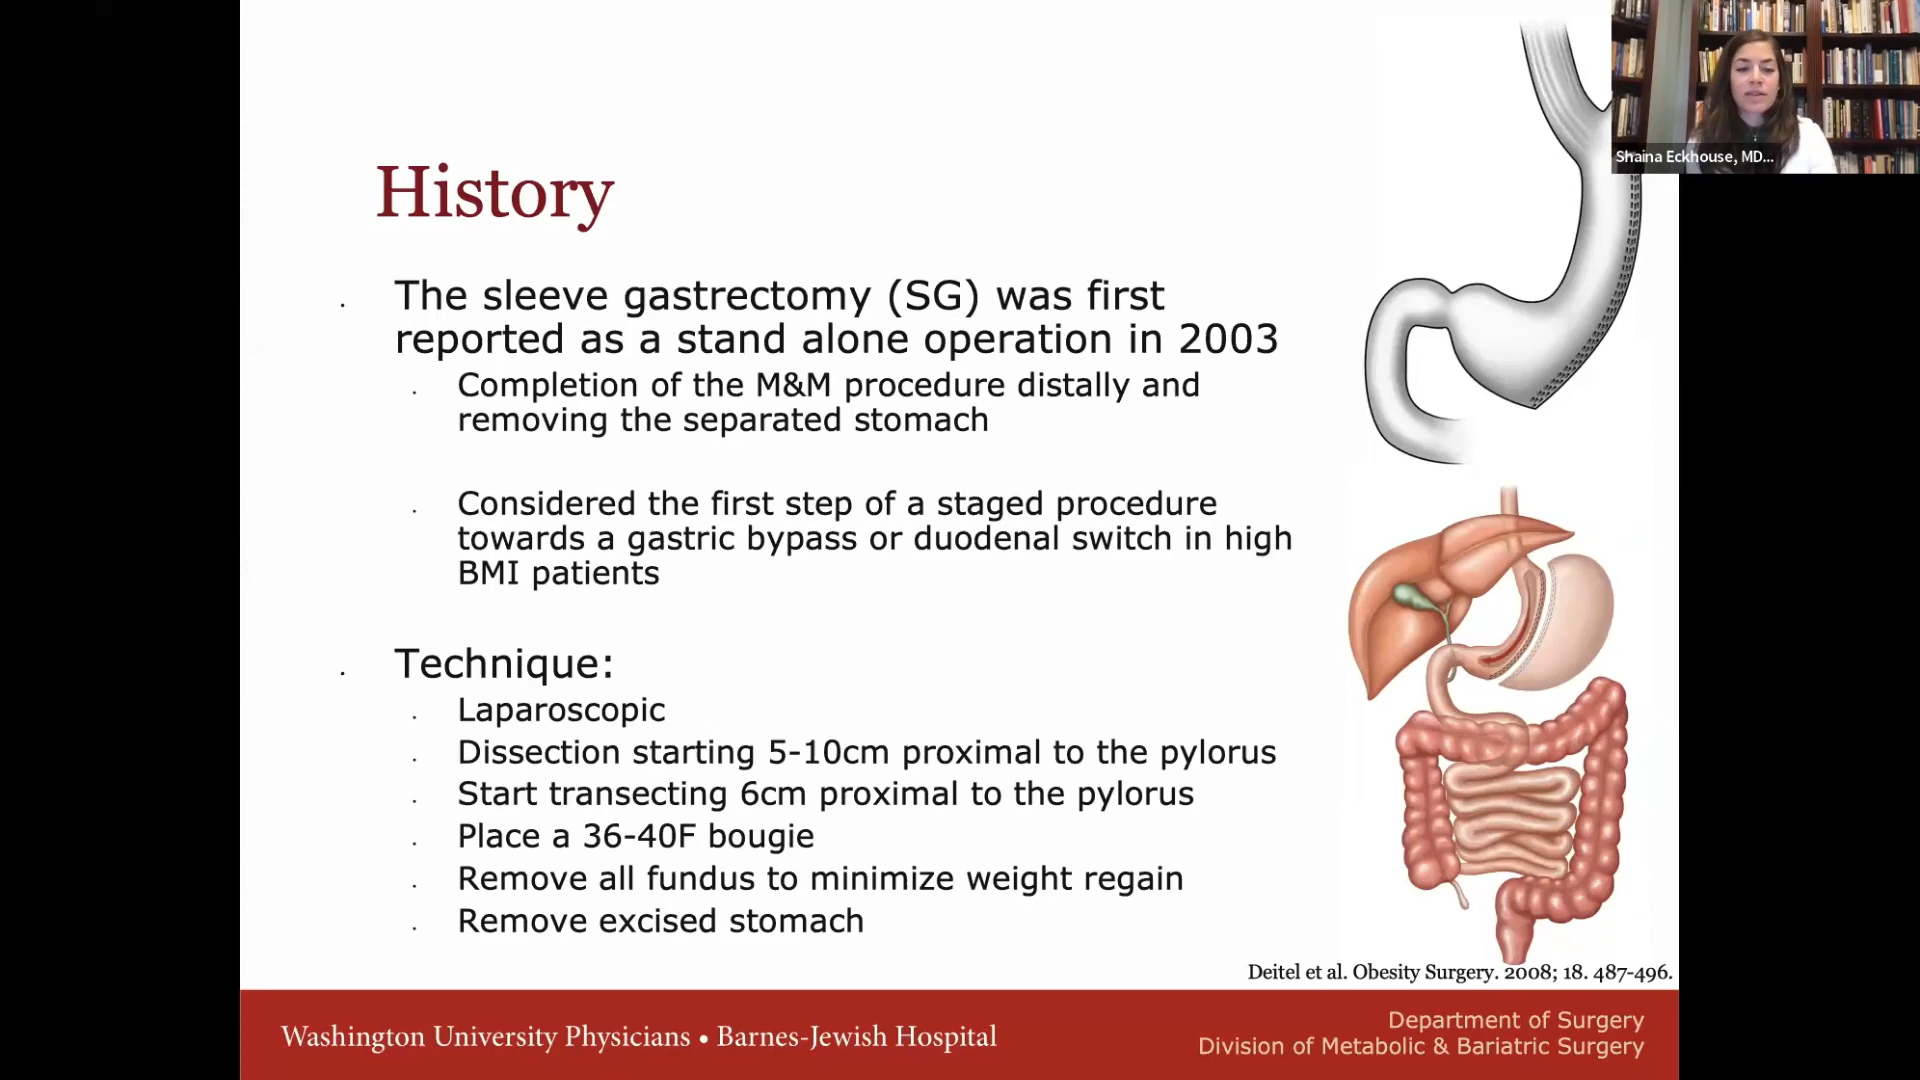 Shaina Eckhouse, MD...
History
The sleeve gastrectomy (SG) was first
reported as a stand alone operation in 2003
Completion of the M&M procedure distally and
removing the separated stomach
Considered the first step of a staged procedure
towards a gastric bypass or duodenal switch in high
BMI patients
Technique:
Laparoscopic
Dissection starting 5-10cm proximal to the pylorus
Start transecting 6cm proximal to the pylorus
Place a 36-40F bougie
Remove all fundus to minimize weight regain
Remove excised stomach
Deitel et al. Obesity Surgery. 2008; 18. 487-496.
Washington University Physicians • Barnes-Jewish Hospital
Department of Surgery
Division of Metabolic & Bariatric Surgery